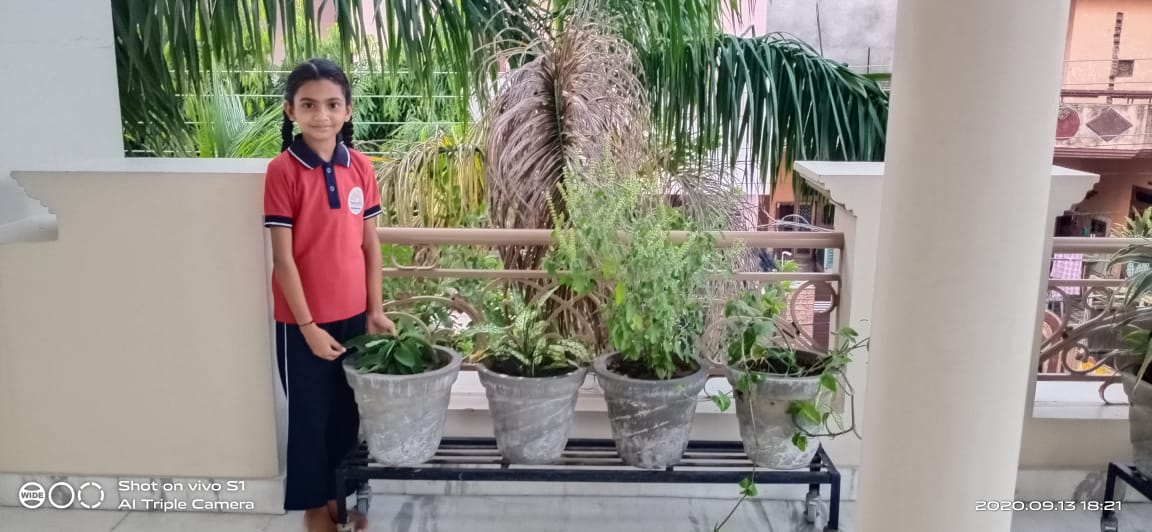 WIDE
Shot on vivo S1
AI Triple Camera
2020.09.13 18:21